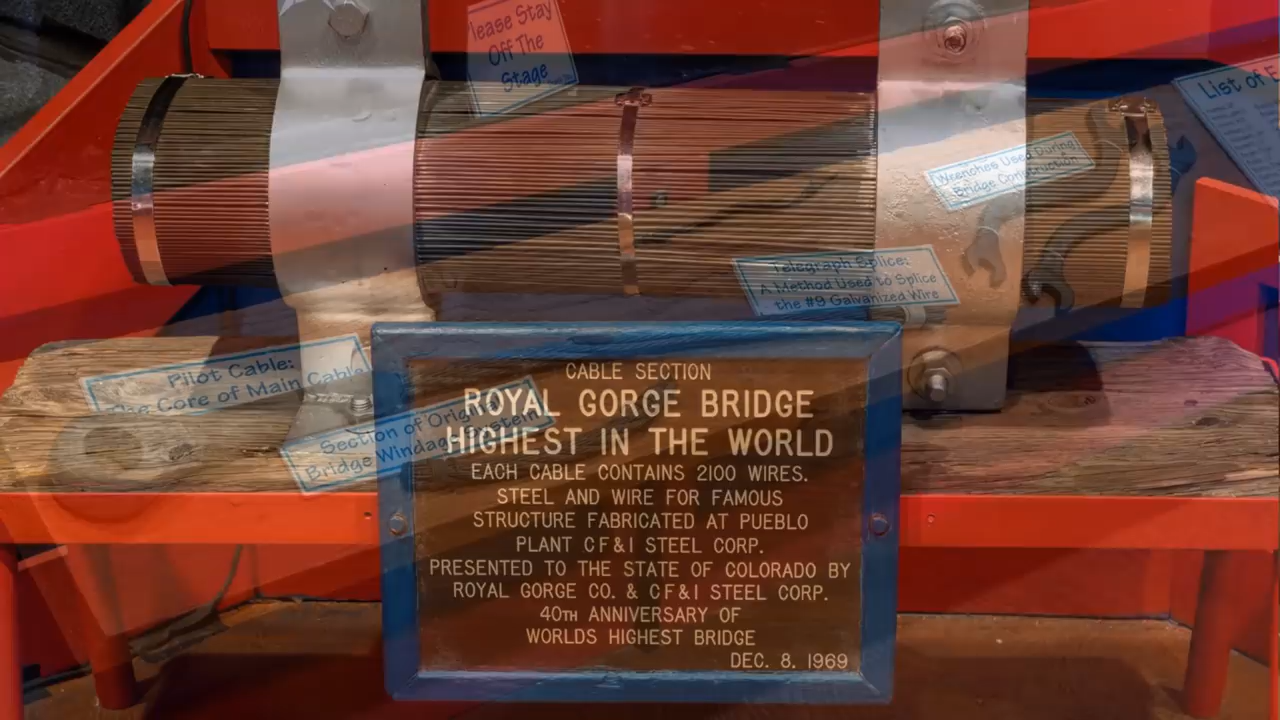 Please Stay
Off The
Stage
List of
Wrenches Used During
Bridge Construction
Telegraph Splice:
A Method Used to Splice
the #9 Galvanized Wire
Pilot Cable:
The Core of Main Cable
Section of Original
Bridge Windage System
CABLE SECTION
ROYAL GORGE BRIDGE
HIGHEST IN THE WORLD
EACH CABLE CONTAINS 2100 WIRES.
STEEL AND WIRE FOR FAMOUS
STRUCTURE FABRICATED AT PUEBLO
PLANT CF&I STEEL CORP.
PRESENTED TO THE STATE OF COLORADO BY
ROYAL GORGE CO. & CF&I STEEL CORP.
40TH ANNIVERSARY OF
WORLDS HIGHEST BRIDGE
DEC. 8. 1969